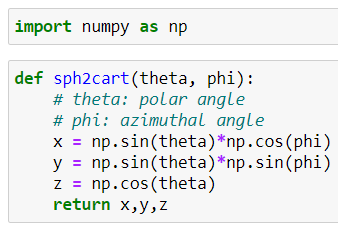 import numpy as np
def sph2cart(theta, phi):
    # theta: polar angle
    # phi: azimuthal angle
    x = np.sin(theta)*np.cos(phi)
    y = np.sin(theta)*np.sin(phi)
    z = np.cos(theta)
    return x,y,z